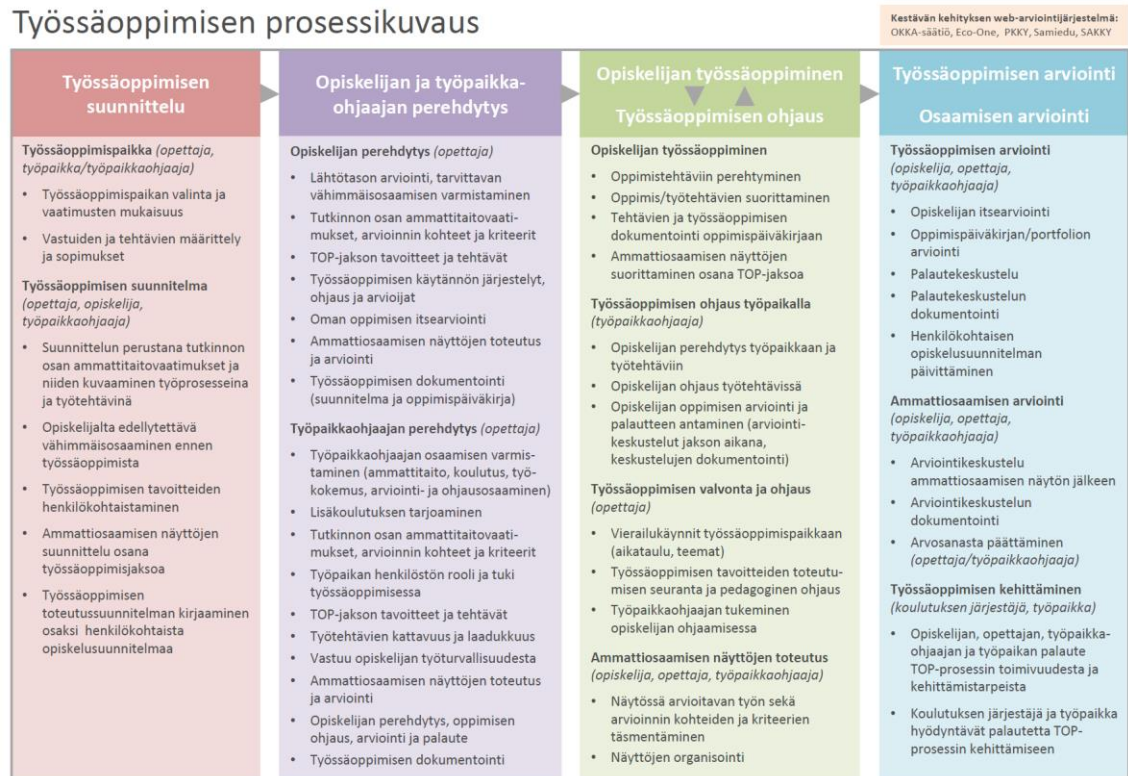 Työssäoppimisen prosessikuvaus
Kestävän kehityksen web-arviointijärjestelmä:
OKKA-säätiö, Eco-One, PKKY, Samiedu, SAKKY
Työssäoppimisen
suunnittelu
Työssäoppimispaikka (opettaja,
työpaikka/työpaikkaohjaaja)
• Työssäoppimispaikan valinta ja
vaatimusten mukaisuus
• Vastuiden ja tehtävien määrittely
ja sopimukset
Työssäoppimisen suunnitelma
(opettaja, opiskelija,
työpaikkaohjaaja)
• Suunnittelun perustana tutkinnon
osan ammattitaitovaatimukset ja
niiden kuvaaminen työprosesseina
ja työtehtävinä
• Opiskelijalta edellytettävä
vähimmäisosaaminen ennen
työssäoppimista
• Työssäoppimisen tavoitteiden
henkilökohtaistaminen
• Ammattiosaamisen näyttöjen
suunnittelu osana
työssäoppimisjaksoa
• Työssäoppimisen
toteutussuunnitelman kirjaaminen
osaksi henkilökohtaista
opiskelusuunnitelmaa
Opiskelijan ja työpaikka-
ohjaajan perehdytys
Opiskelijan perehdytys (opettaja)
• Lähtötason arviointi, tarvittavan
vähimmäisosaamisen varmistaminen
• Tutkinnon osan ammattitaitovaati-
mukset, arvioinnin kohteet ja kriteerit
• TOP-jakson tavoitteet ja tehtävät
• Työssäoppimisen käytännön järjestelyt,
ohjaus ja arvioijat
• Oman oppimisen itsearviointi
• Ammattiosaamisen näyttöjen toteutus
ja arviointi
• Työssäoppimisen dokumentointi
(suunnitelma ja oppimispäiväkirja)
Työpaikkaohjaajan perehdytys (opettaja)
• Työpaikkaohjaajan osaamisen varmis-
taminen (ammattitaito, koulutus, työ-
kokemus, arviointi- ja ohjausosaaminen)
• Lisäkoulutuksen tarjoaminen
• Tutkinnon osan ammattitaitovaati-
mukset, arvioinnin kohteet ja kriteerit
• Työpaikan henkilöstön rooli ja tuki
työssäoppimisessa
• TOP-jakson tavoitteet ja tehtävät
• Työtehtävien kattavuus ja laadukkuus
• Vastuu opiskelijan työturvallisuudesta
• Ammattiosaamisen näyttöjen toteutus
ja arviointi
• Opiskelijan perehdytys, oppimisen
ohjaus, arviointi ja palaute
• Työssäoppimisen dokumentointi
Opiskelijan työssäoppiminen
Työssäoppimisen ohjaus
Opiskelijan työssäoppiminen
• Oppimistehtäviin perehtyminen
• Oppimis/työtehtävien suorittaminen
• Tehtävien ja työssäoppimisen
dokumentointi oppimispäiväkirjaan
• Ammattiosaamisen näyttöjen
suorittaminen osana TOP-jaksoa
Työssäoppimisen ohjaus työpaikalla
(työpaikkaohjaaja)
• Opiskelijan perehdytys työpaikkaan ja
työtehtäviin
• Opiskelijan ohjaus työtehtävissä
• Opiskelijan oppimisen arviointi ja
palautteen antaminen (arviointi-
keskustelut jakson aikana,
keskustelujen dokumentointi)
Työssäoppimisen valvonta ja ohjaus
(opettaja)
• Vierailukäynnit työssäoppimispaikkaan
(aikataulu, teemat)
• Työssäoppimisen tavoitteiden toteutu-
misen seuranta ja pedagoginen ohjaus
• Työpaikkaohjaajan tukeminen
opiskelijan ohjaamisessa
Ammattiosaamisen näyttöjen toteutus
(opiskelija, opettaja, työpaikkaohjaaja)
• Näytössä arvioitavan työn sekä
arvioinnin kohteiden ja kriteerien
täsmentäminen
• Näyttöjen organisointi
Työssäoppimisen arviointi
Osaamisen arviointi
Työssäoppimisen arviointi
(opiskelija, opettaja,
työpaikkaohjaaja)
• Opiskelijan itsearviointi
• Oppimispäiväkirjan/portfolion
arviointi
• Palautekeskustelu
• Palautekeskustelun
dokumentointi
• Henkilökohtaisen
opiskelusuunnitelman
päivittäminen
Ammattiosaamisen arviointi
(opiskelija, opettaja,
työpaikkaohjaaja)
• Arviointikeskustelu
ammattiosaamisen näytön jälkeen
• Arviointikeskustelun
dokumentointi
• Arvosanasta päättäminen
(opettaja/työpaikkaohjaaja)
Työssäoppimisen kehittäminen
(koulutuksen järjestäjä, työpaikka)
• Opiskelijan, opettajan, työpaikka-
ohjaajan ja työpaikan palaute
TOP-prosessin toimivuudesta ja
kehittämistarpeista
• Koulutuksen järjestäjä ja työpaikka
hyödyntävät palautetta TOP-
prosessin kehittämiseen